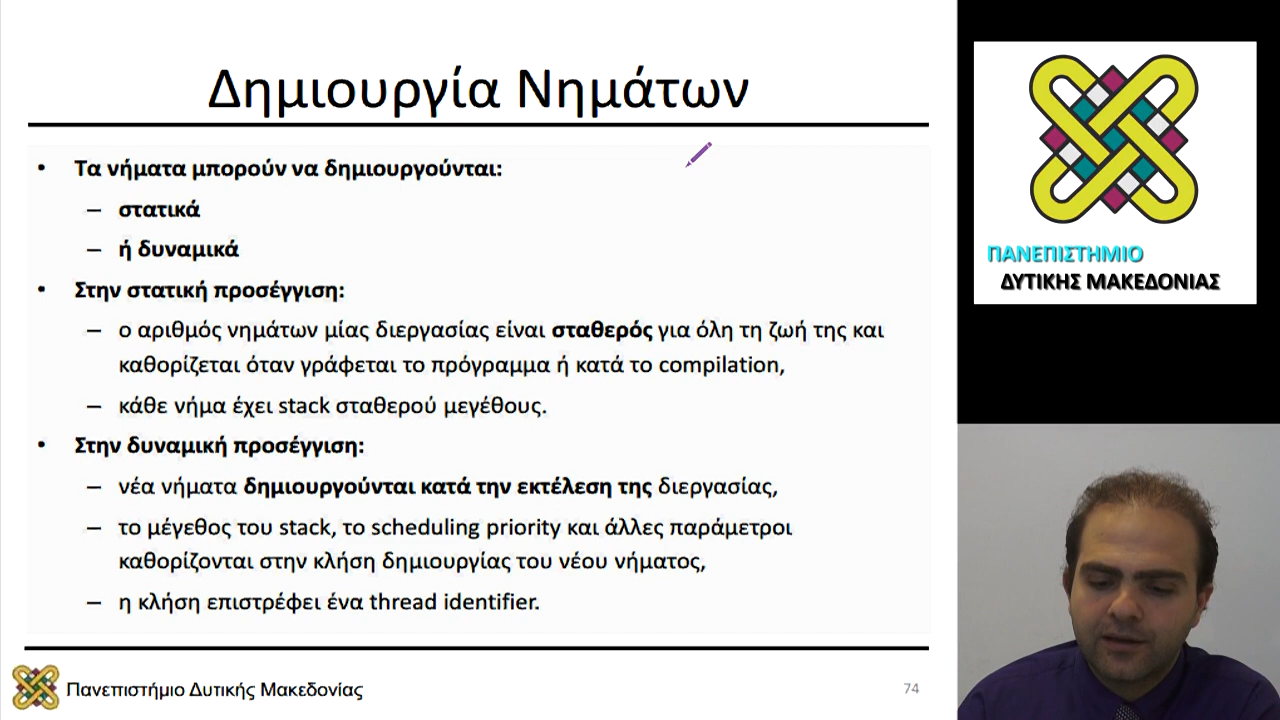 Δημιουργία Νημάτων
• Τα νήματα μπορούν να δημιουργούνται:
– στατικά
– ή δυναμικά
• Στην στατική προσέγγιση:
– ο αριθμός νημάτων μίας διεργασίας είναι σταθερός για όλη τη ζωή της και
καθορίζεται όταν γράφεται το πρόγραμμα ή κατά το compilation,
– κάθε νήμα έχει stack σταθερού μεγέθους.
• Στην δυναμική προσέγγιση:
– νέα νήματα δημιουργούνται κατά την εκτέλεση της διεργασίας,
– το μέγεθος του stack, το scheduling priority και άλλες παράμετροι
καθορίζονται στην κλήση δημιουργίας του νέου νήματος,
– η κλήση επιστρέφει ένα thread identifier.
Πανεπιστήμιο Δυτικής Μακεδονίας
74
ΠΑΝΕΠΙΣΤΗΜΙΟ
ΔΥΤΙΚΗΣ ΜΑΚΕΔΟΝΙΑΣ